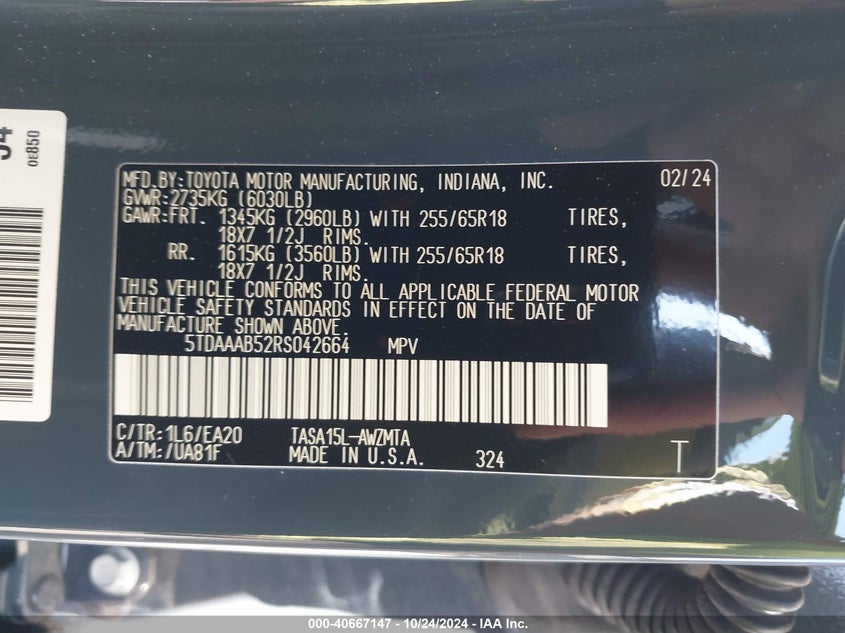 54
0E850
MFD.BY:TOYOTA MOTOR MANUFACTURING, INDIANA, INC. 02/24
GVWR:2735KG (6030LB)
GAWR:FRT. 1345KG (2960LB) WITH 255/65R18 TIRES,
18X7 1/2J RIMS.
RR. 1615KG (3560LB) WITH 255/65R18 TIRES,
18X7 1/2J RIMS.
THIS VEHICLE CONFORMS TO ALL APPLICABLE FEDERAL MOTOR
VEHICLE SAFETY STANDARDS IN EFFECT ON THE DATE OF
MANUFACTURE SHOWN ABOVE.
5TDAAAB52RS042664 MPV
C/TR:1L6/EA20 TASA15L-AWZMTA
A/TM:/UA81F MADE IN U.S.A. 324 T
000-40667147 - 10/24/2024 - IAA Inc.